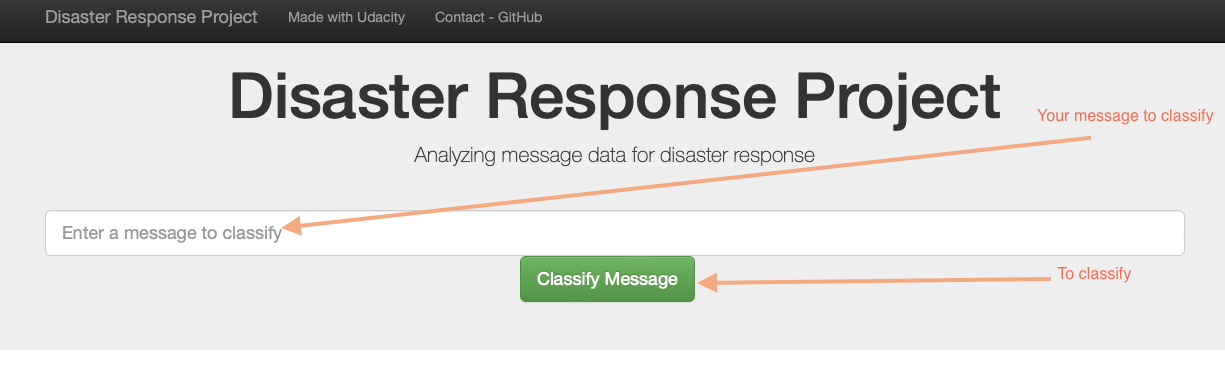 Disaster Response Project Made with Udacity Contact - GitHub
Disaster Response Project
Your message to classify
Analyzing message data for disaster response
Enter a message to classify
Classify Message
To classify